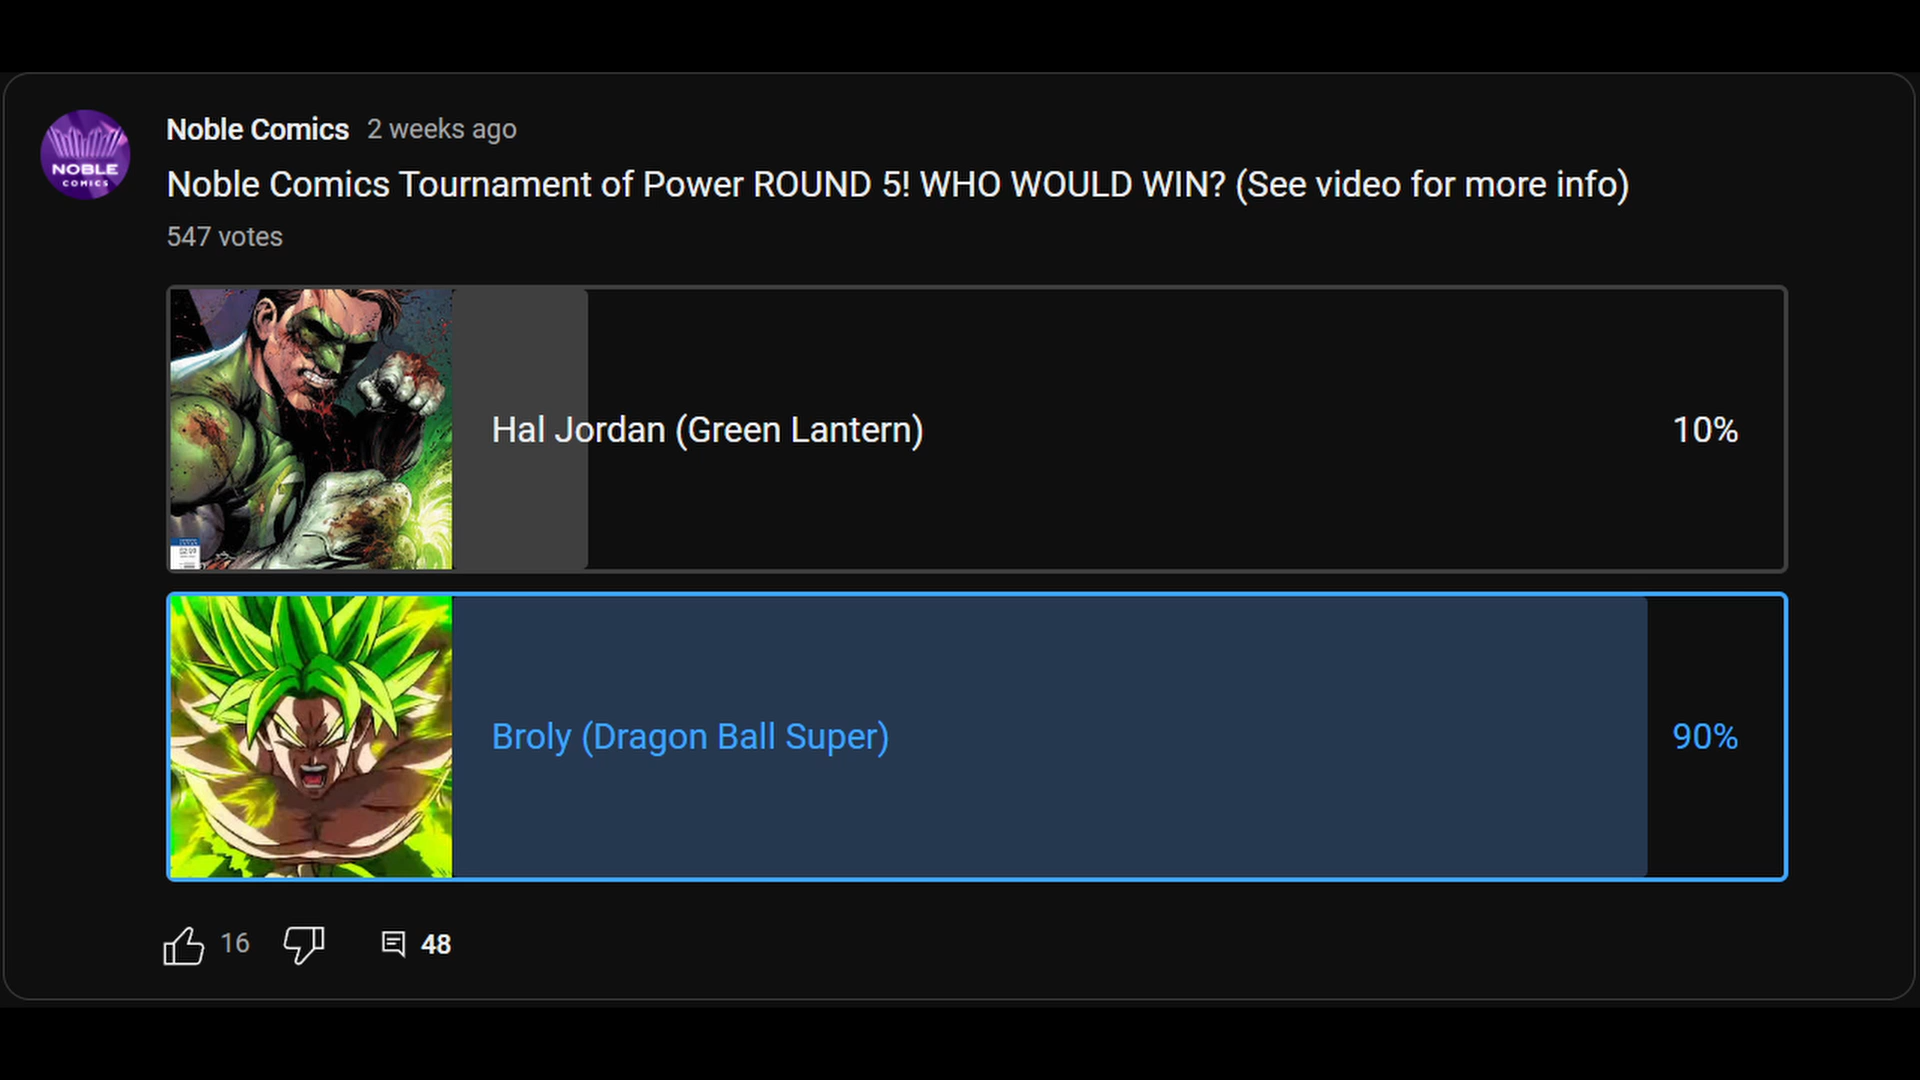 NOBLE
COMICS
Noble Comics 2 weeks ago
Noble Comics Tournament of Power ROUND 5! WHO WOULD WIN? (See video for more info)
547 votes
Hal Jordan (Green Lantern) 10%
Broly (Dragon Ball Super) 90%
16 48